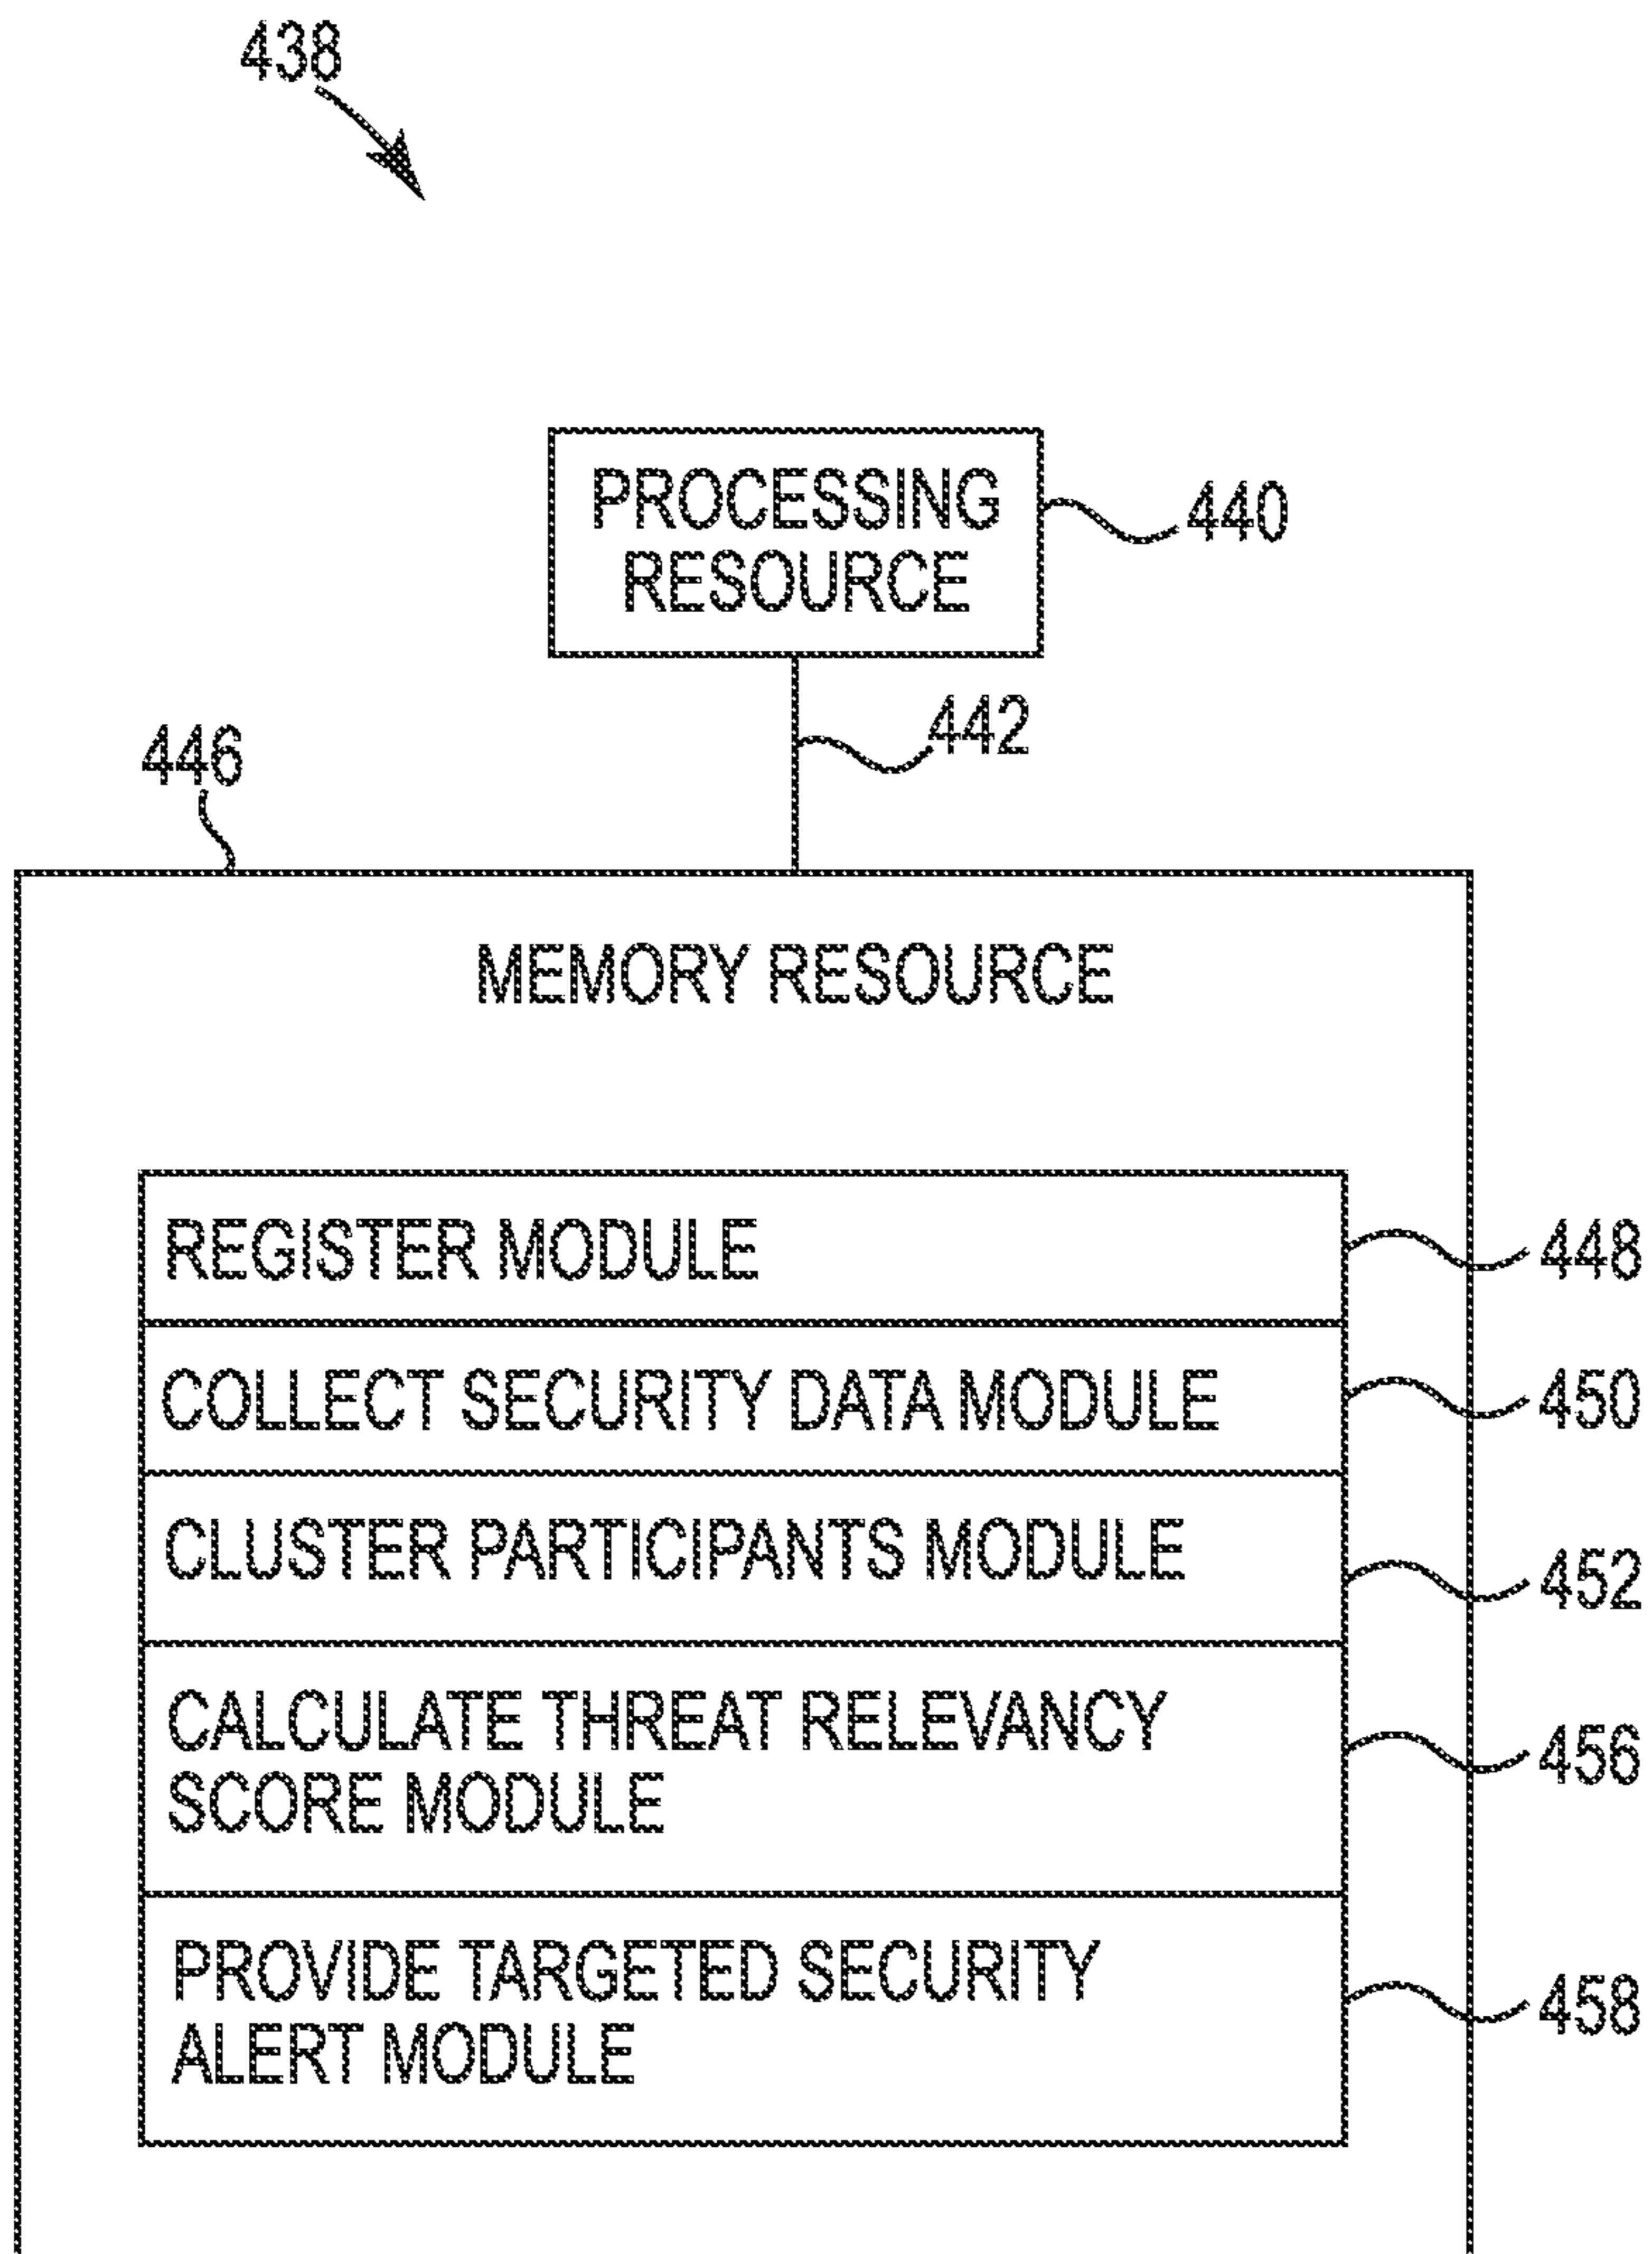 438
PROCESSING
RESOURCE
440
442
446
MEMORY RESOURCE
REGISTER MODULE
448
COLLECT SECURITY DATA MODULE
450
CLUSTER PARTICIPANTS MODULE
452
CALCULATE THREAT RELEVANCY
SCORE MODULE
456
PROVIDE TARGETED SECURITY
ALERT MODULE
458